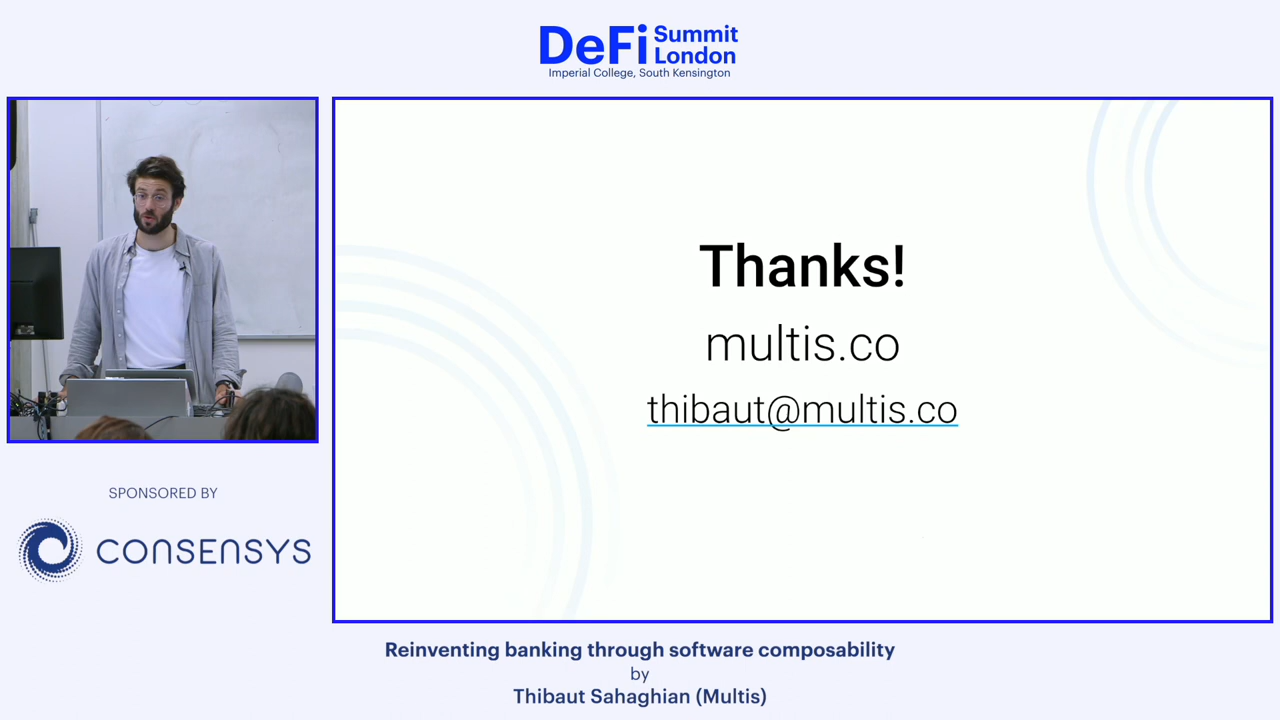 DeFi Summit London
Imperial College, South Kensington
Thanks!
multis.co
thibaut@multis.co
SPONSORED BY
CONSENSYS
Reinventing banking through software composability
by
Thibaut Sahaghian (Multis)